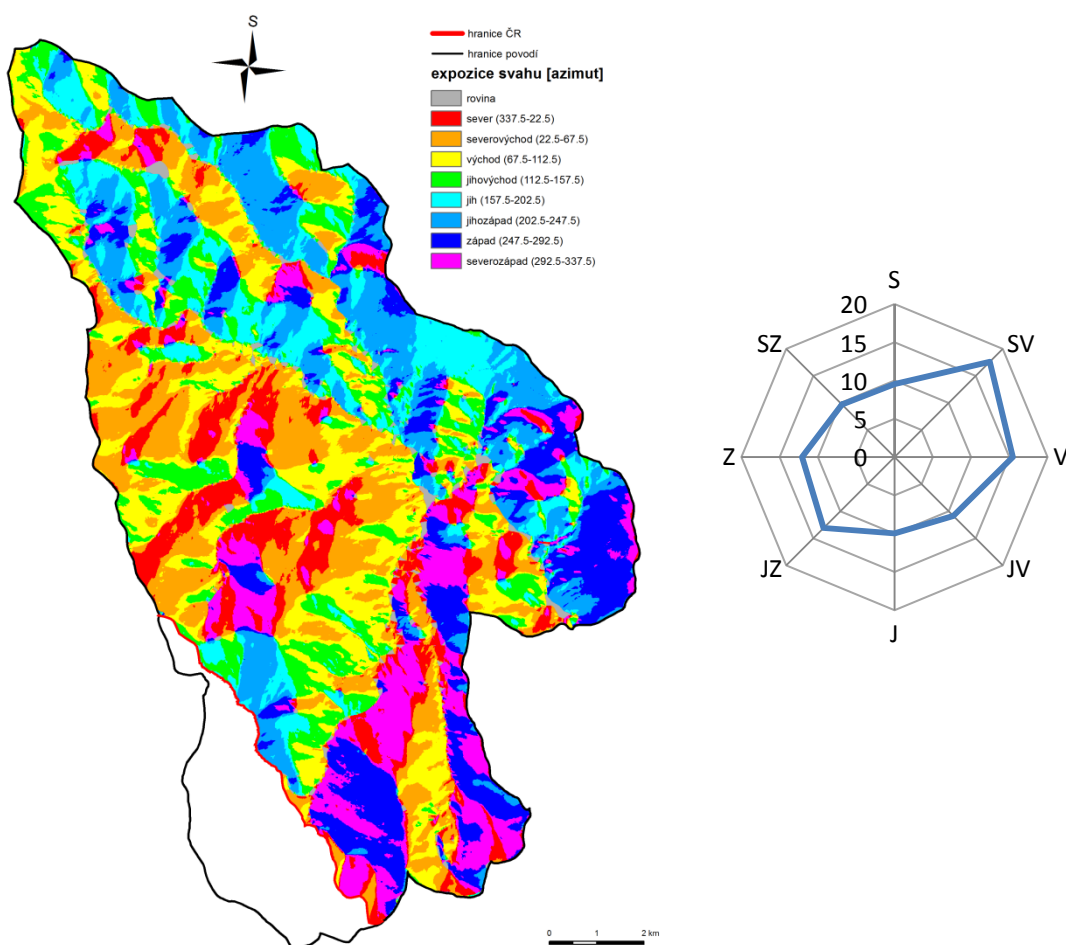 S
hranice ČR
hranice povodí
expozice svahu [azimut]
rovina
sever (337.5-22.5)
severovýchod (22.5-67.5)
východ (67.5-112.5)
jihovýchod (112.5-157.5)
jih (157.5-202.5)
jihozápad (202.5-247.5)
západ (247.5-292.5)
severozápad (292.5-337.5)
S
20
SZ
SV
15
10
5
Z
0
V
JZ
JV
J
0 1 2 km